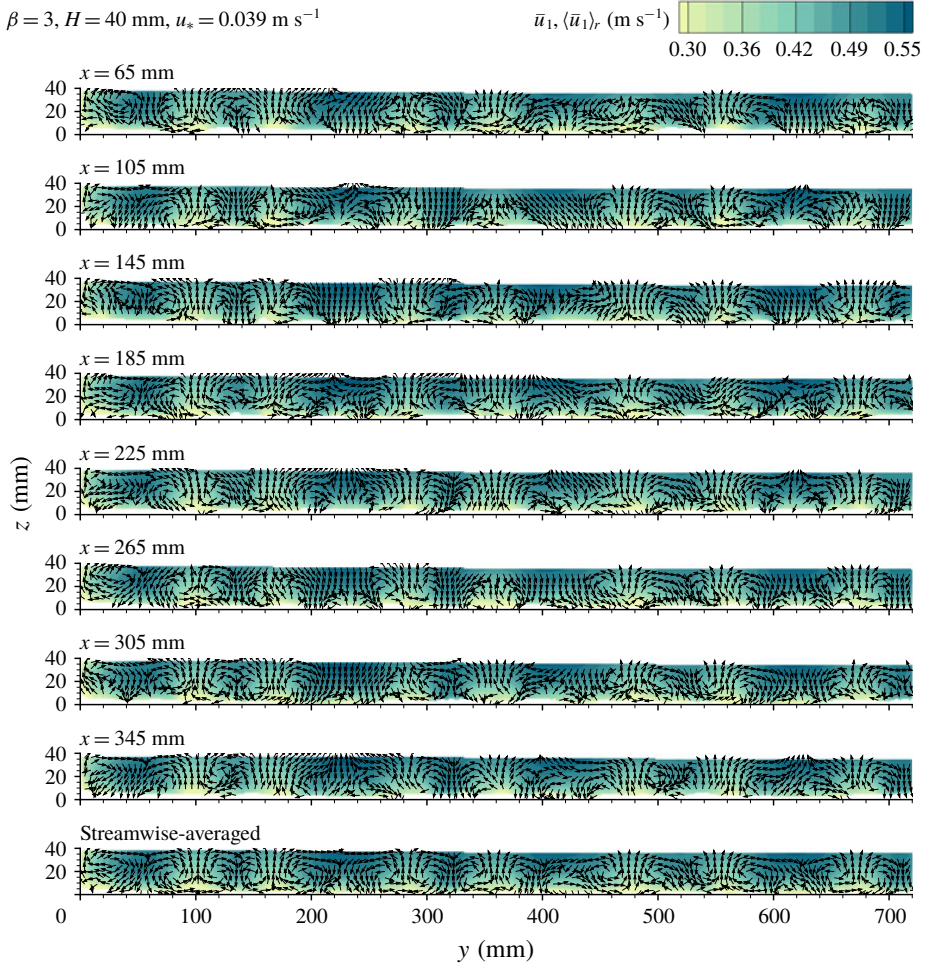 β = 3, H = 40 mm, u* = 0.039 m s⁻¹
ū₁, ⟨ū₁⟩ᵣ (m s⁻¹)
0.30 0.36 0.42 0.49 0.55
x = 65 mm
40
20
0
x = 105 mm
40
20
0
x = 145 mm
40
20
0
x = 185 mm
40
20
0
x = 225 mm
40
20
0
z (mm)
x = 265 mm
40
20
0
x = 305 mm
40
20
0
x = 345 mm
40
20
0
Streamwise-averaged
40
20
0 100 200 300 400 500 600 700
y (mm)